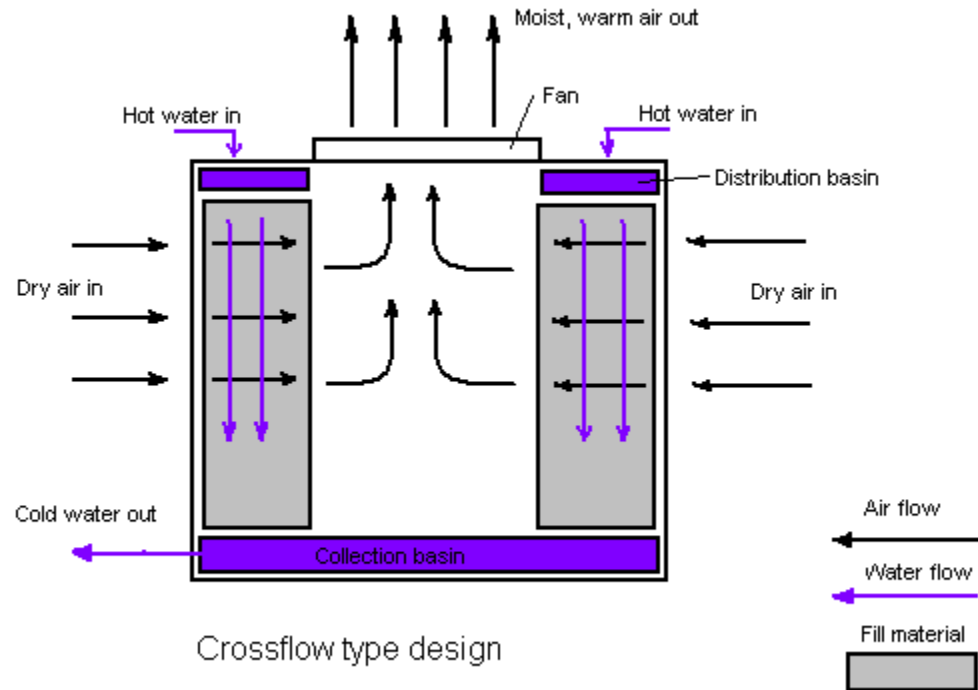 Moist, warm air out
Fan
Hot water in
Hot water in
Distribution basin
Dry air in
Dry air in
Cold water out
Collection basin
Air flow
Water flow
Fill material
Crossflow type design